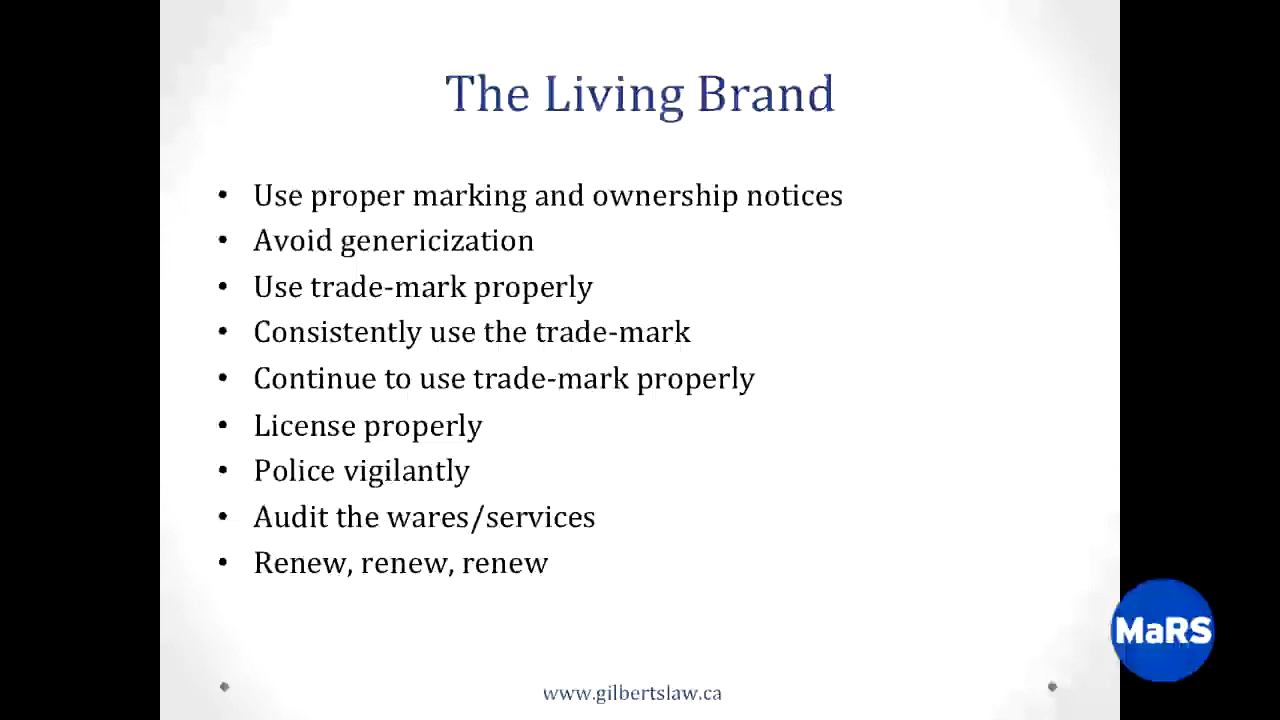 The Living Brand
• Use proper marking and ownership notices
• Avoid genericization
• Use trade-mark properly
• Consistently use the trade-mark
• Continue to use trade-mark properly
• License properly
• Police vigilantly
• Audit the wares/services
• Renew, renew, renew
MaRS
www.gilbertslaw.ca